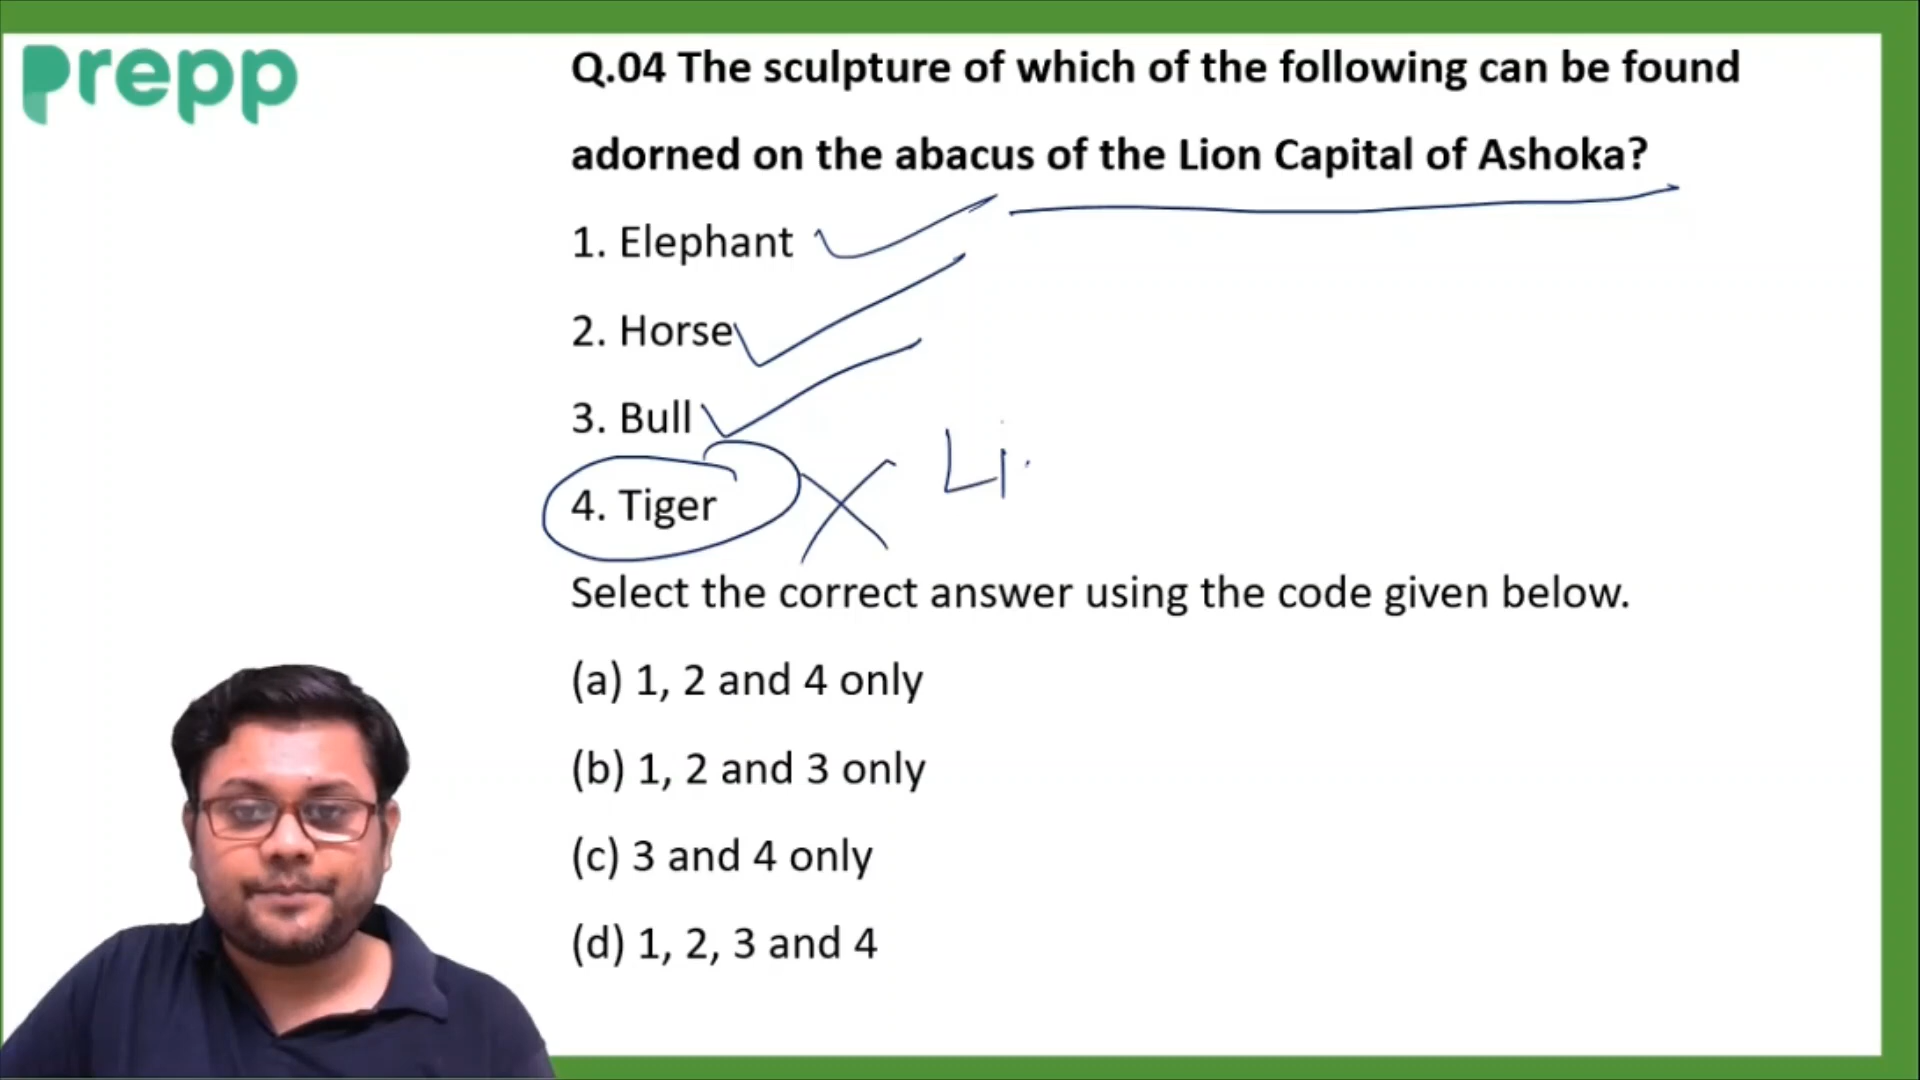 prepp
Q.04 The sculpture of which of the following can be found
adorned on the abacus of the Lion Capital of Ashoka?
1. Elephant
2. Horse
3. Bull
4. Tiger
Li
Select the correct answer using the code given below.
(a) 1, 2 and 4 only
(b) 1, 2 and 3 only
(c) 3 and 4 only
(d) 1, 2, 3 and 4